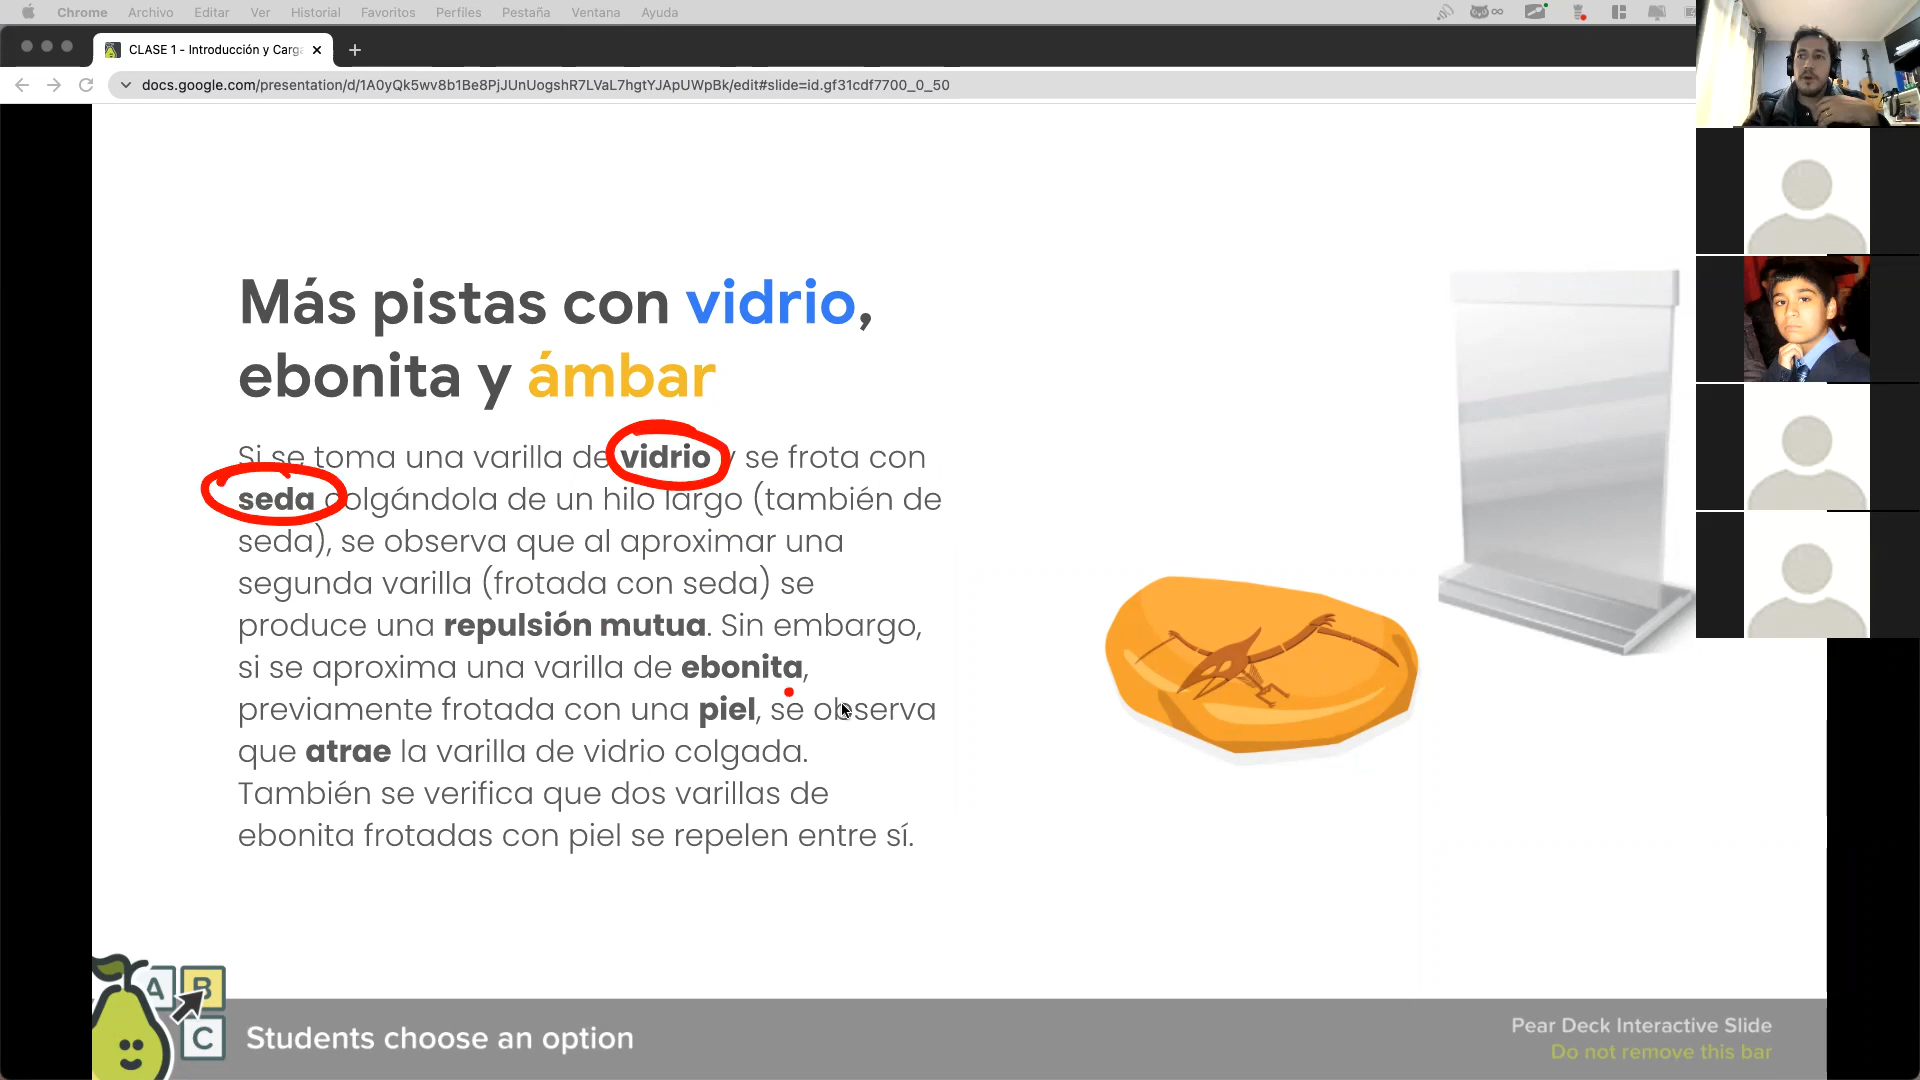 Chrome Archivo Editar Ver Historial Favoritos Perfiles Pestaña Ventana Ayuda
CLASE 1 - Introducción y Carga
docs.google.com/presentation/d/1A0yQk5wv8b1Be8PjJUnUogshR7LVaL7hgtYJApUWpBk/edit#slide=id.gf31cdf7700_0_50
Más pistas con vidrio,
ebonita y ámbar
Si se toma una varilla de vidrio y se frota con
seda colgándola de un hilo largo (también de
seda), se observa que al aproximar una
segunda varilla (frotada con seda) se
produce una repulsión mutua. Sin embargo,
si se aproxima una varilla de ebonita,
previamente frotada con una piel, se observa
que atrae la varilla de vidrio colgada.
También se verifica que dos varillas de
ebonita frotadas con piel se repelen entre sí.
A B
C
Students choose an option
Pear Deck Interactive Slide
Do not remove this bar